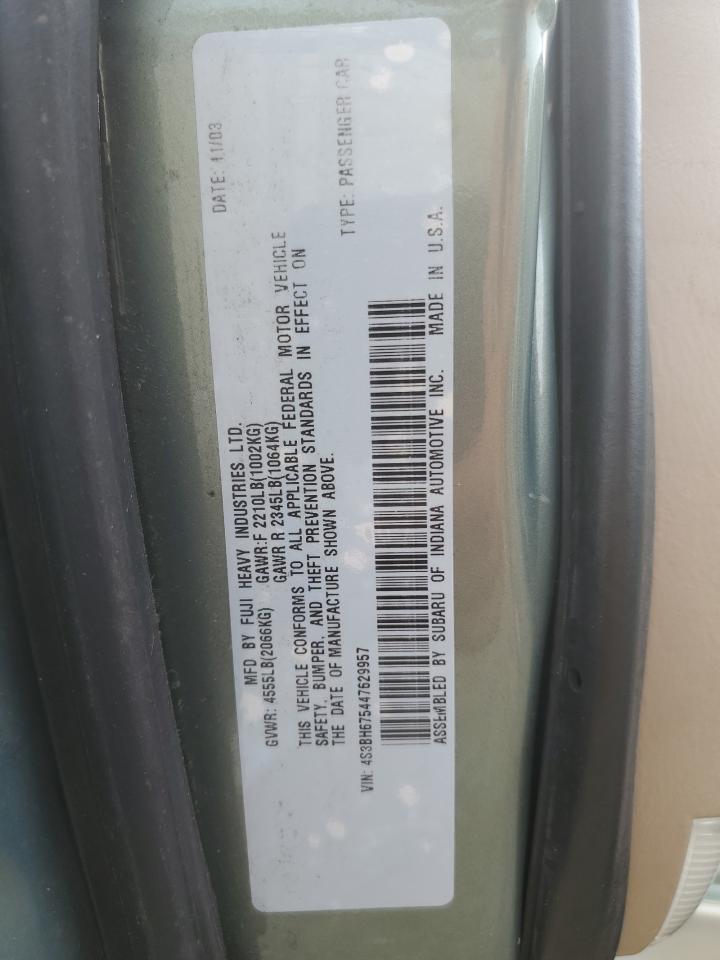 MFD BY FUJI HEAVY INDUSTRIES LTD. DATE: 11/03
GVWR: 4555LB(2066KG) GAWR:F 2210LB(1002KG)
GAWR R 2345LB(1064KG)
THIS VEHICLE CONFORMS TO ALL APPLICABLE FEDERAL MOTOR VEHICLE
SAFETY, BUMPER, AND THEFT PREVENTION STANDARDS IN EFFECT ON
THE DATE OF MANUFACTURE SHOWN ABOVE.
VIN: 4S3BH675447629957 TYPE: PASSENGER CAR
ASSEMBLED BY SUBARU OF INDIANA AUTOMOTIVE INC. MADE IN U.S.A.